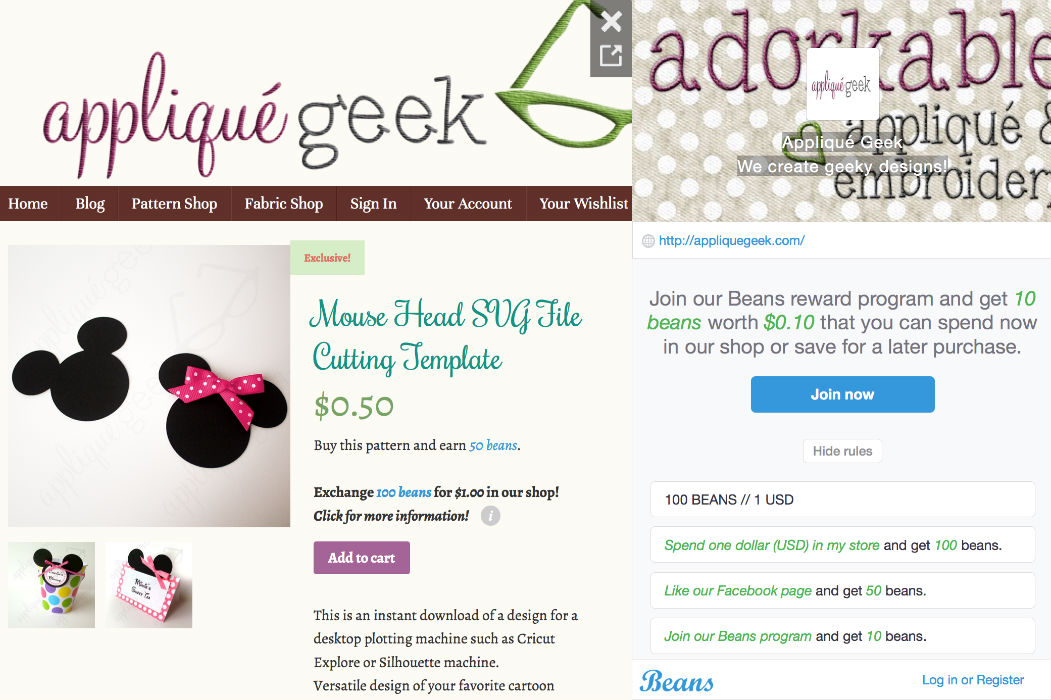 appliqué geek
Home
Blog
Pattern Shop
Fabric Shop
Sign In
Your Account
Your Wishlist
Exclusive!
Mouse Head SVG File
Cutting Template
$0.50
Buy this pattern and earn 50 beans.
Exchange 100 beans for $1.00 in our shop!
Click for more information! i
Add to cart
This is an instant download of a design for a
desktop plotting machine such as Cricut
Explore or Silhouette machine.
Versatile design of your favorite cartoon
adorkable
appliqué &
embroider
appliqué geek
Appliqué Geek
We create geeky designs!
http://appliquegeek.com/
Join our Beans reward program and get 10
beans worth $0.10 that you can spend now
in our shop or save for a later purchase.
Join now
Hide rules
100 BEANS // 1 USD
Spend one dollar (USD) in my store and get 100 beans.
Like our Facebook page and get 50 beans.
Join our Beans program and get 10 beans.
Beans
Log in or Register